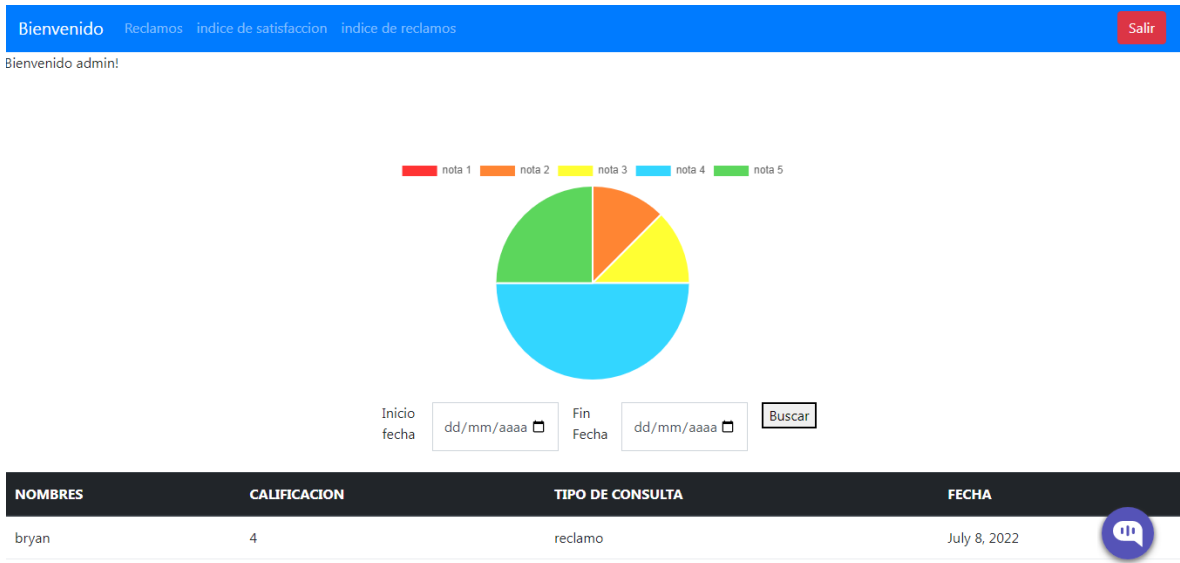 Bienvenido Reclamos indice de satisfaccion indice de reclamos Salir
Bienvenido admin!
nota 1 nota 2 nota 3 nota 4 nota 5
Inicio fecha dd/mm/aaaa Fin Fecha dd/mm/aaaa Buscar
NOMBRES CALIFICACION TIPO DE CONSULTA FECHA
bryan 4 reclamo July 8, 2022